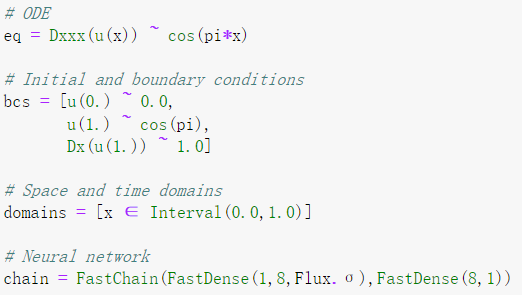 # ODE
eq = Dxxx(u(x)) ~ cos(pi*x)
# Initial and boundary conditions
bcs = [u(0.) ~ 0.0,
u(1.) ~ cos(pi),
Dx(u(1.)) ~ 1.0]
# Space and time domains
domains = [x ∈ Interval(0.0,1.0)]
# Neural network
chain = FastChain(FastDense(1,8,Flux.σ),FastDense(8,1))